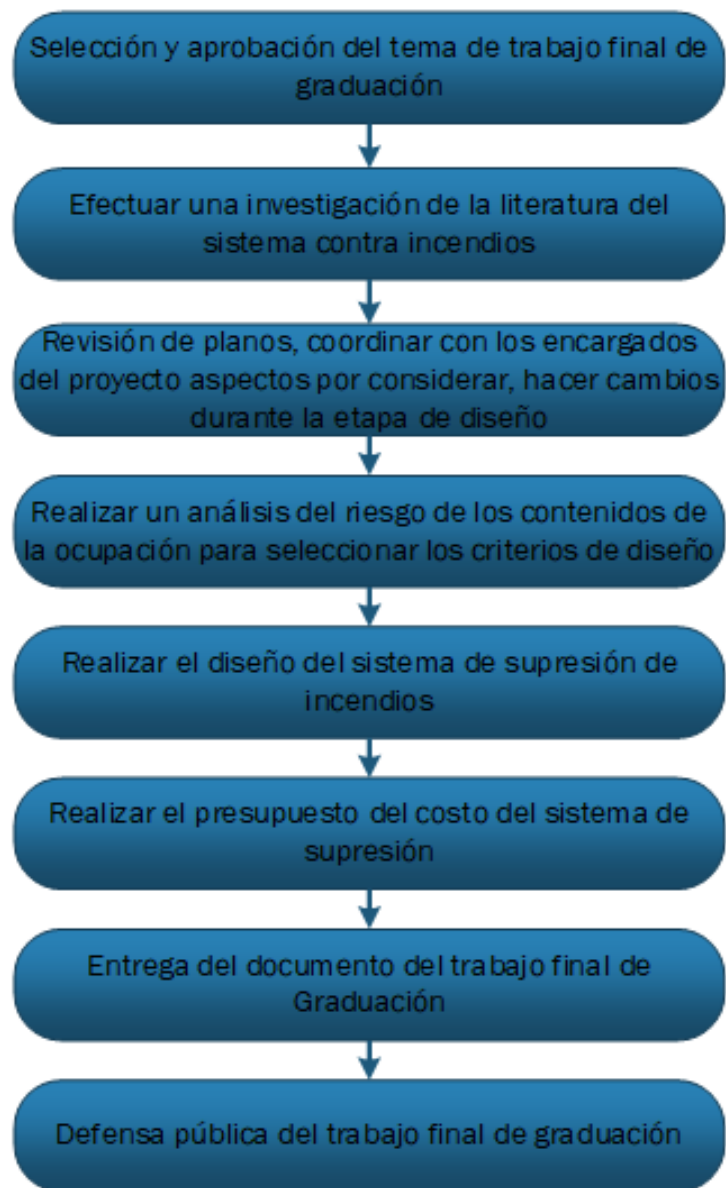 Selección y aprobación del tema de trabajo final de
graduación
Efectuar una investigación de la literatura del
sistema contra incendios
Revisión de planos, coordinar con los encargados
del proyecto aspectos por considerar, hacer cambios
durante la etapa de diseño
Realizar un análisis del riesgo de los contenidos de
la ocupación para seleccionar los criterios de diseño
Realizar el diseño del sistema de supresión de
incendios
Realizar el presupuesto del costo del sistema de
supresión
Entrega del documento del trabajo final de
Graduación
Defensa pública del trabajo final de graduación